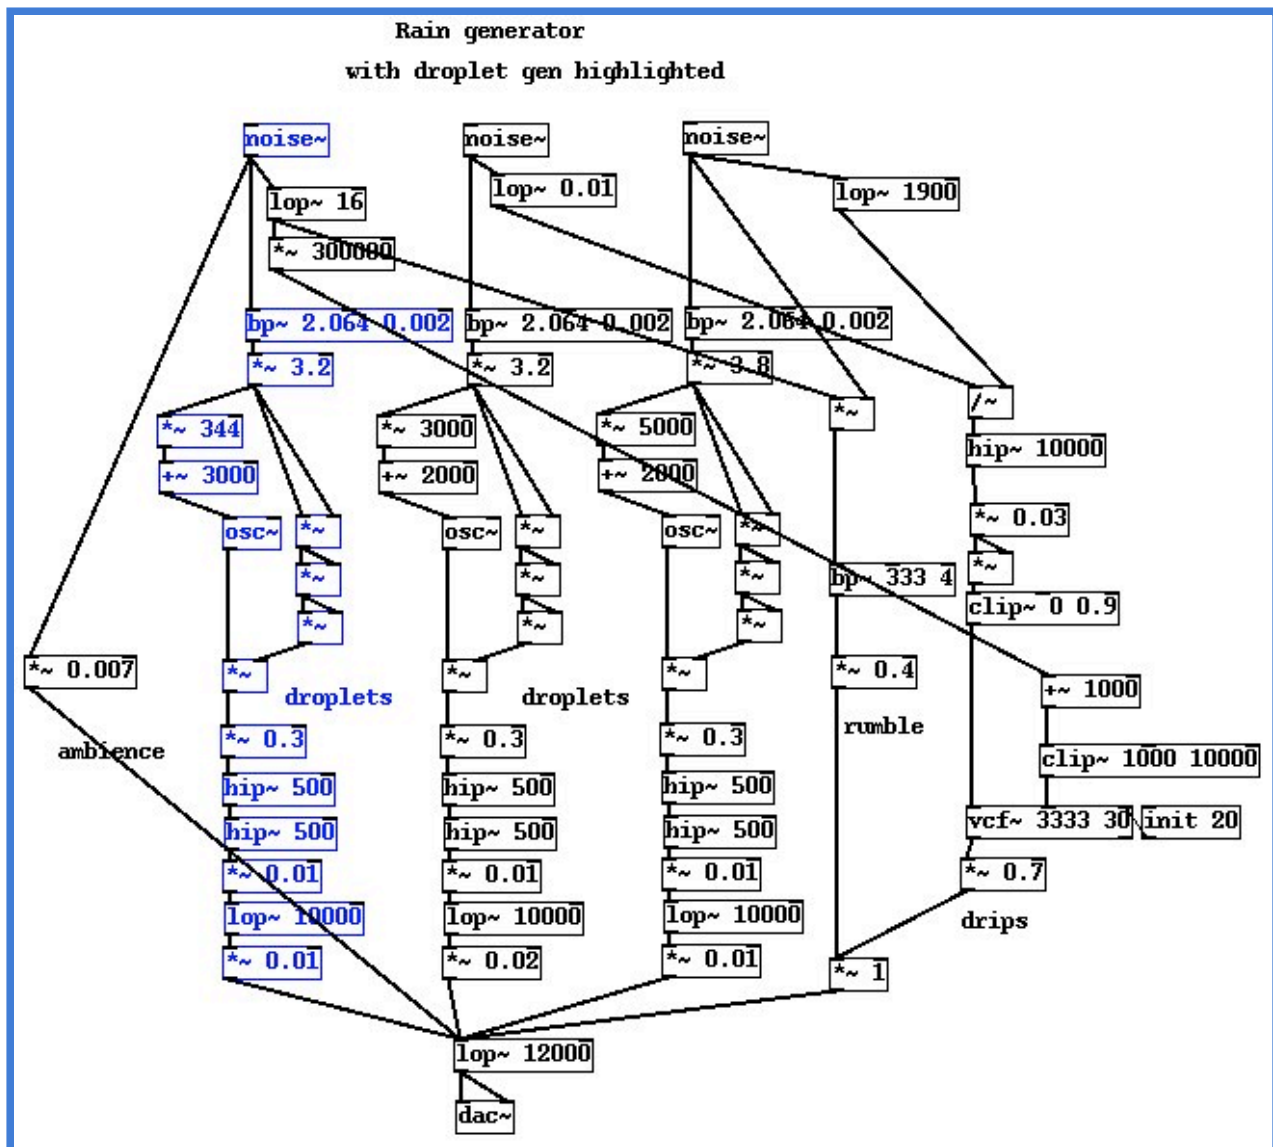 Rain generator
with droplet gen highlighted
noise~ noise~ noise~
lop~ 16 lop~ 0.01 lop~ 1900
*~ 300000
bp~ 2.064 0.002 bp~ 2.064 0.002 bp~ 2.064 0.002
*~ 3.2 *~ 3.2 *~ 3.8
*~ /~
*~ 344 *~ 3000 *~ 5000
hip~ 10000
+~ 3000 +~ 2000 +~ 2000
*~ 0.03
osc~ *~ osc~ *~ osc~ *~
*~ *~ *~ bp~ 333 4 *~
clip~ 0 0.9
*~ *~ *~
*~ 0.007 *~ *~ *~ *~ 0.4
+~ 1000
droplets droplets
rumble
*~ 0.3 *~ 0.3 *~ 0.3
ambience
clip~ 1000 10000
hip~ 500 hip~ 500 hip~ 500
vcf~ 3333 30 init 20
hip~ 500 hip~ 500 hip~ 500
*~ 0.01 *~ 0.01 *~ 0.01 *~ 0.7
lop~ 10000 lop~ 10000 lop~ 10000
drips
*~ 0.01 *~ 0.02 *~ 0.01 *~ 1
lop~ 12000
dac~